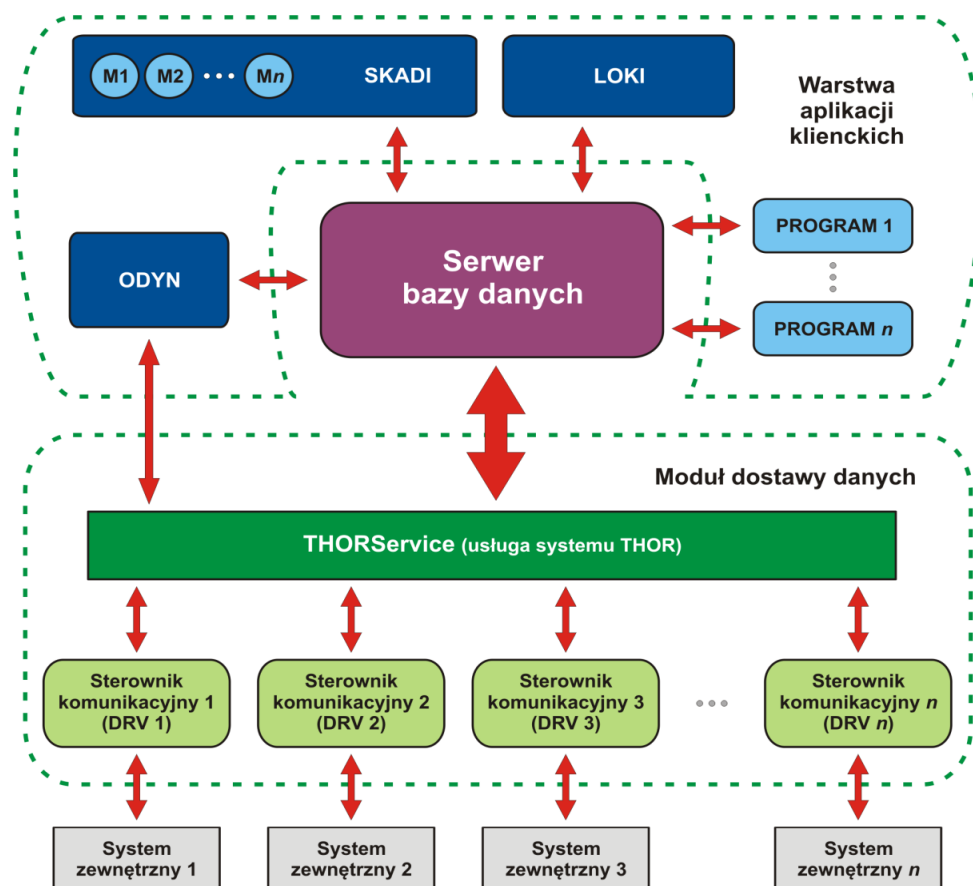 M1 M2 Mn SKADI
LOKI
Warstwa
aplikacji
klienckich
Serwer
bazy danych
PROGRAM 1
ODYN
PROGRAM n
Moduł dostawy danych
THORService (usługa systemu THOR)
Sterownik
komunikacyjny 1
(DRV 1)
Sterownik
komunikacyjny 2
(DRV 2)
Sterownik
komunikacyjny 3
(DRV 3)
Sterownik
komunikacyjny n
(DRV n)
System
zewnętrzny 1
System
zewnętrzny 2
System
zewnętrzny 3
System
zewnętrzny n